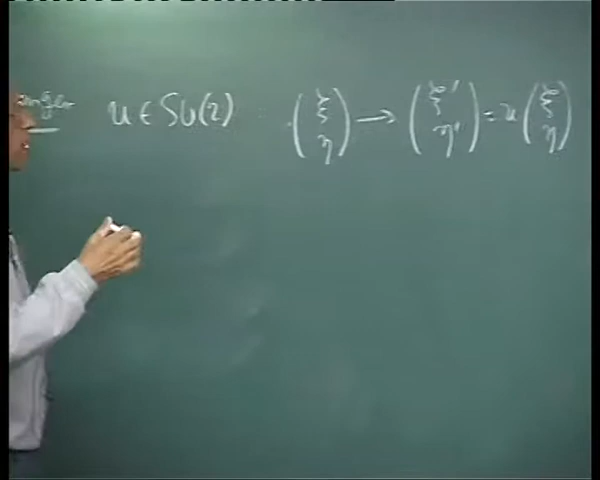 u ∈ SU(2) : (ξ η) → (ξ' η') = u (ξ η)